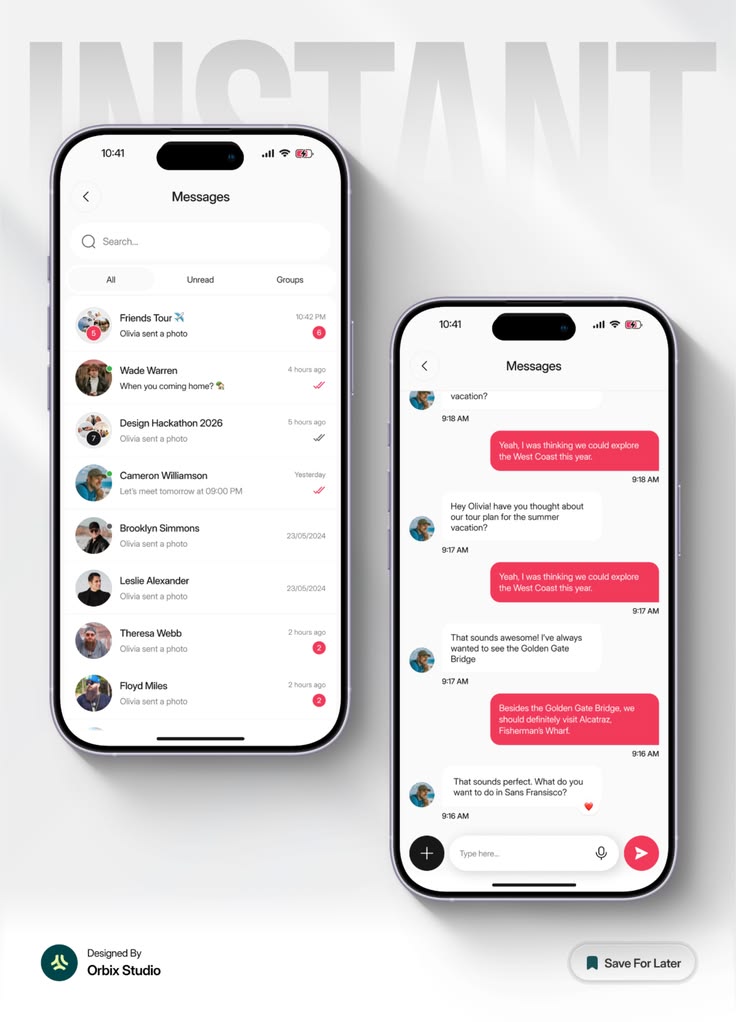 INSTANT
10:41
Messages
Search...
All Unread Groups
Friends Tour ✈️ 10:42 PM
5 Olivia sent a photo 6
Wade Warren 4 hours ago
When you coming home? 🏡
Design Hackathon 2026 5 hours ago
7 Olivia sent a photo
Cameron Williamson Yesterday
Let's meet tomorrow at 09:00 PM
Brooklyn Simmons
Olivia sent a photo 23/05/2024
Leslie Alexander
Olivia sent a photo 23/05/2024
Theresa Webb 2 hours ago
Olivia sent a photo 2
Floyd Miles 2 hours ago
Olivia sent a photo 2
10:41
Messages
vacation?
9:18 AM
Yeah, I was thinking we could explore
the West Coast this year.
9:18 AM
Hey Olivia! have you thought about
our tour plan for the summer
vacation?
9:17 AM
Yeah, I was thinking we could explore
the West Coast this year.
9:17 AM
That sounds awesome! I've always
wanted to see the Golden Gate
Bridge
9:17 AM
Besides the Golden Gate Bridge, we
should definitely visit Alcatraz,
Fisherman's Wharf.
9:16 AM
That sounds perfect. What do you
want to do in Sans Fransisco?
❤️
9:16 AM
Type here...
Designed By
Orbix Studio
Save For Later